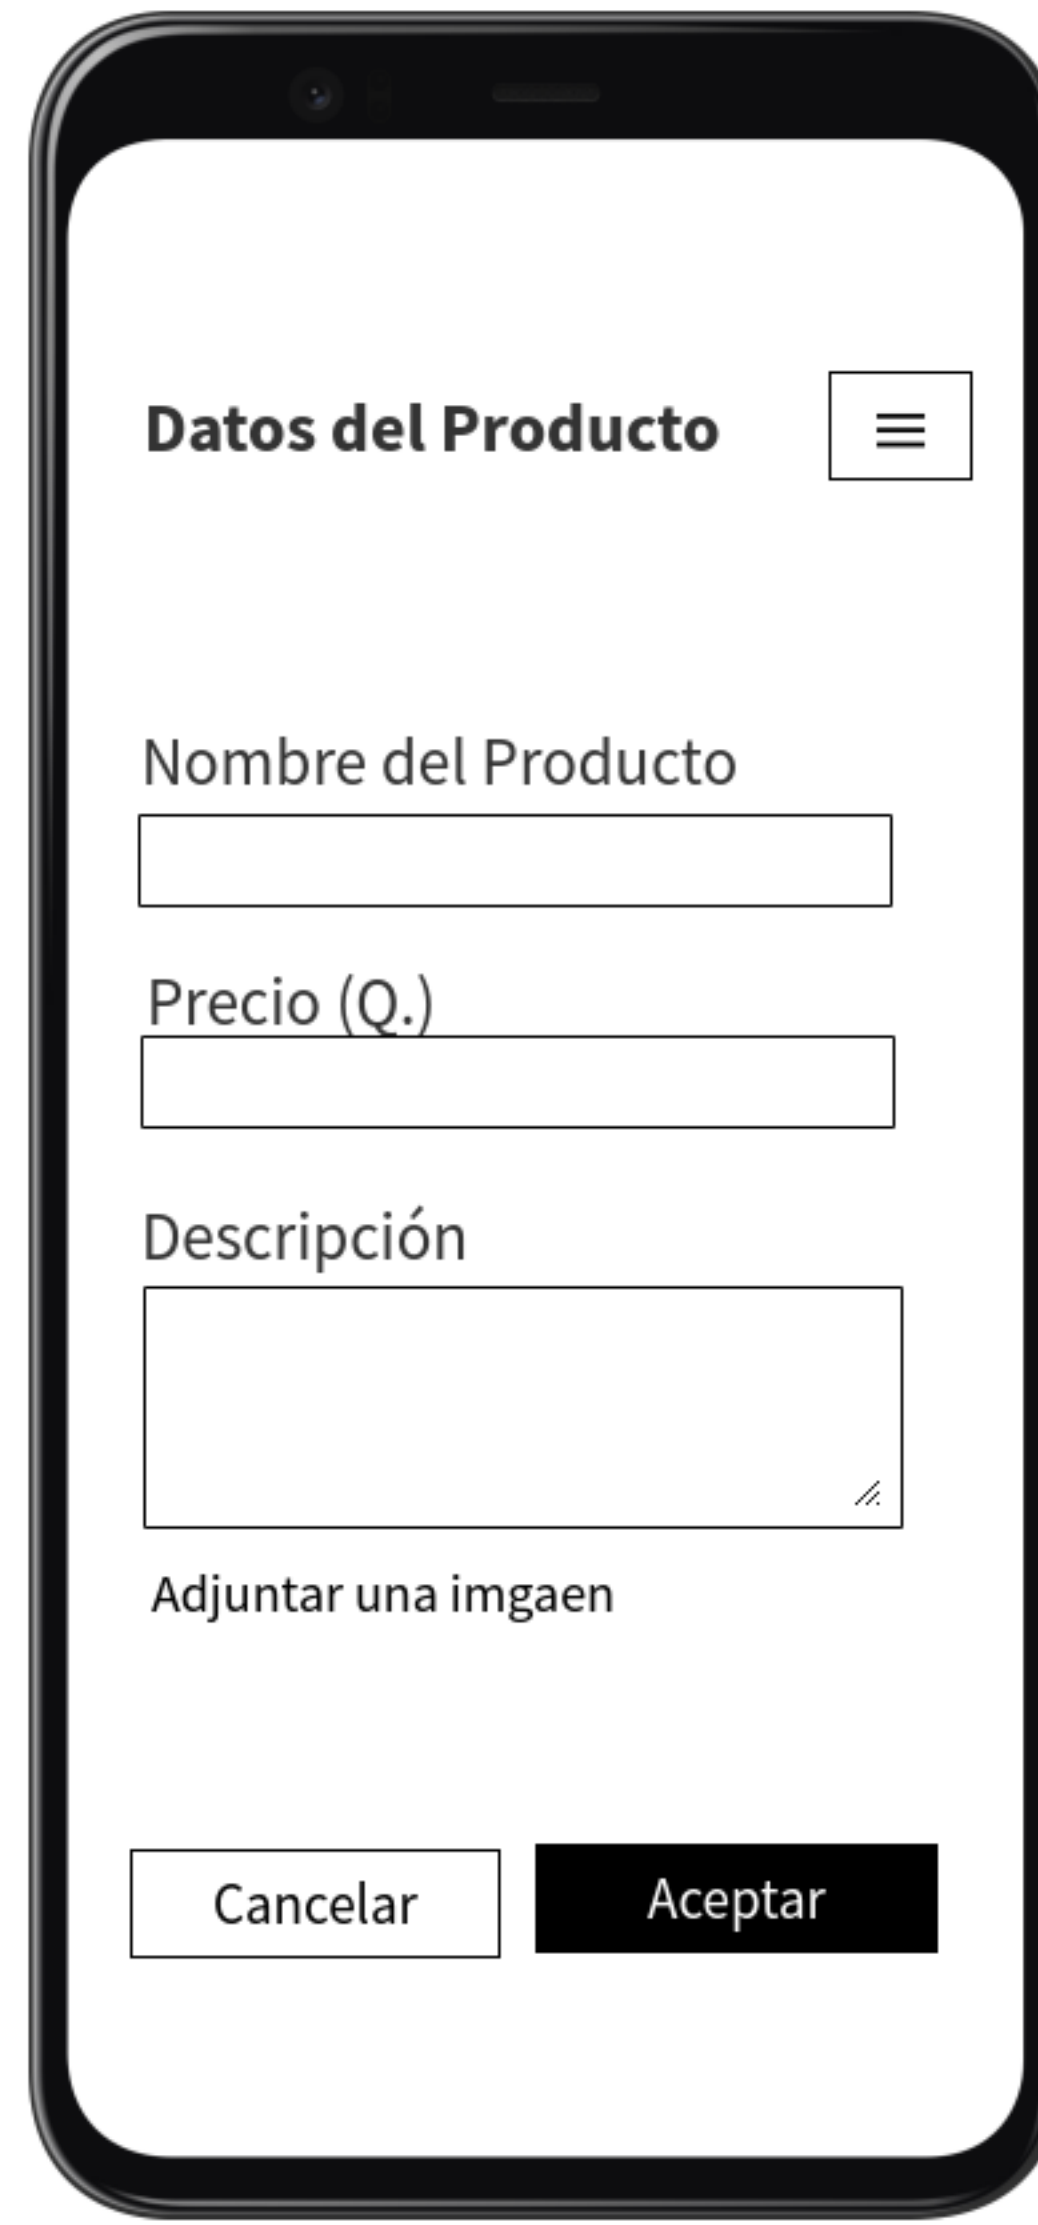 Datos del Producto
Nombre del Producto
Precio (Q.)
Descripción
Adjuntar una imgaen
Cancelar
Aceptar